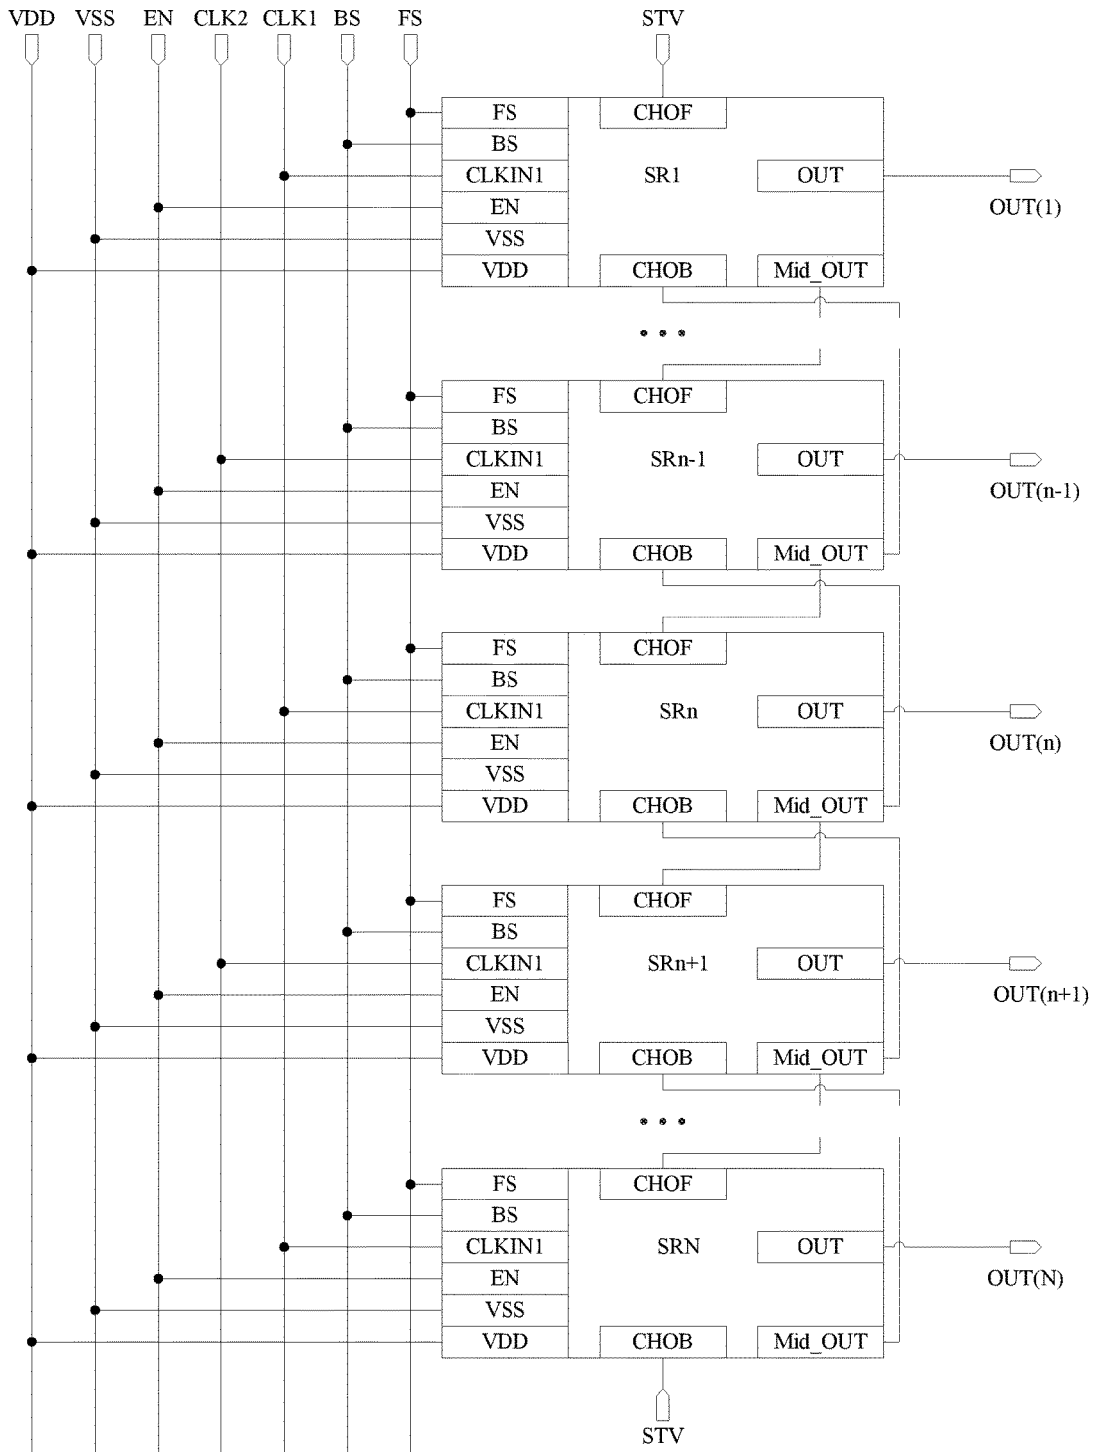 VDD VSS EN CLK2 CLK1 BS FS STV
FS CHOF
BS
CLKIN1 SR1 OUT
EN OUT(1)
VSS
VDD CHOB Mid_OUT
FS CHOF
BS
CLKIN1 SRn-1 OUT
EN OUT(n-1)
VSS
VDD CHOB Mid_OUT
FS CHOF
BS
CLKIN1 SRn OUT
EN OUT(n)
VSS
VDD CHOB Mid_OUT
FS CHOF
BS
CLKIN1 SRn+1 OUT
EN OUT(n+1)
VSS
VDD CHOB Mid_OUT
FS CHOF
BS
CLKIN1 SRN OUT
EN OUT(N)
VSS
VDD CHOB Mid_OUT
STV